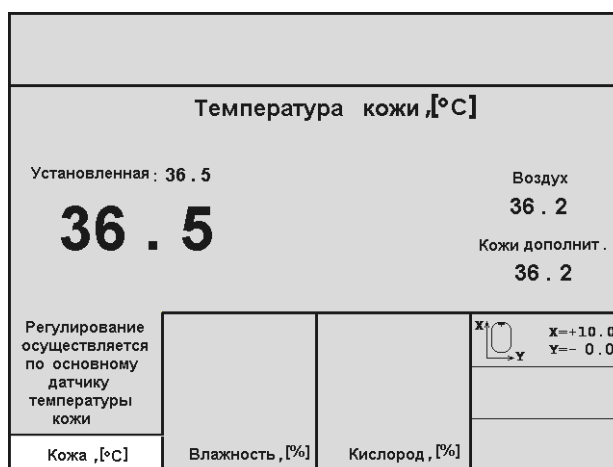 Температура кожи ,[°C]
Установленная : 36 . 5
36 . 5
Воздух
36 . 2
Кожи дополнит .
36 . 2
Регулирование
осуществляется
по основному
датчику
температуры
кожи
X
Y
X=+10.0
Y=- 0.0
Кожа ,[°C]
Влажность ,[%]
Кислород ,[%]